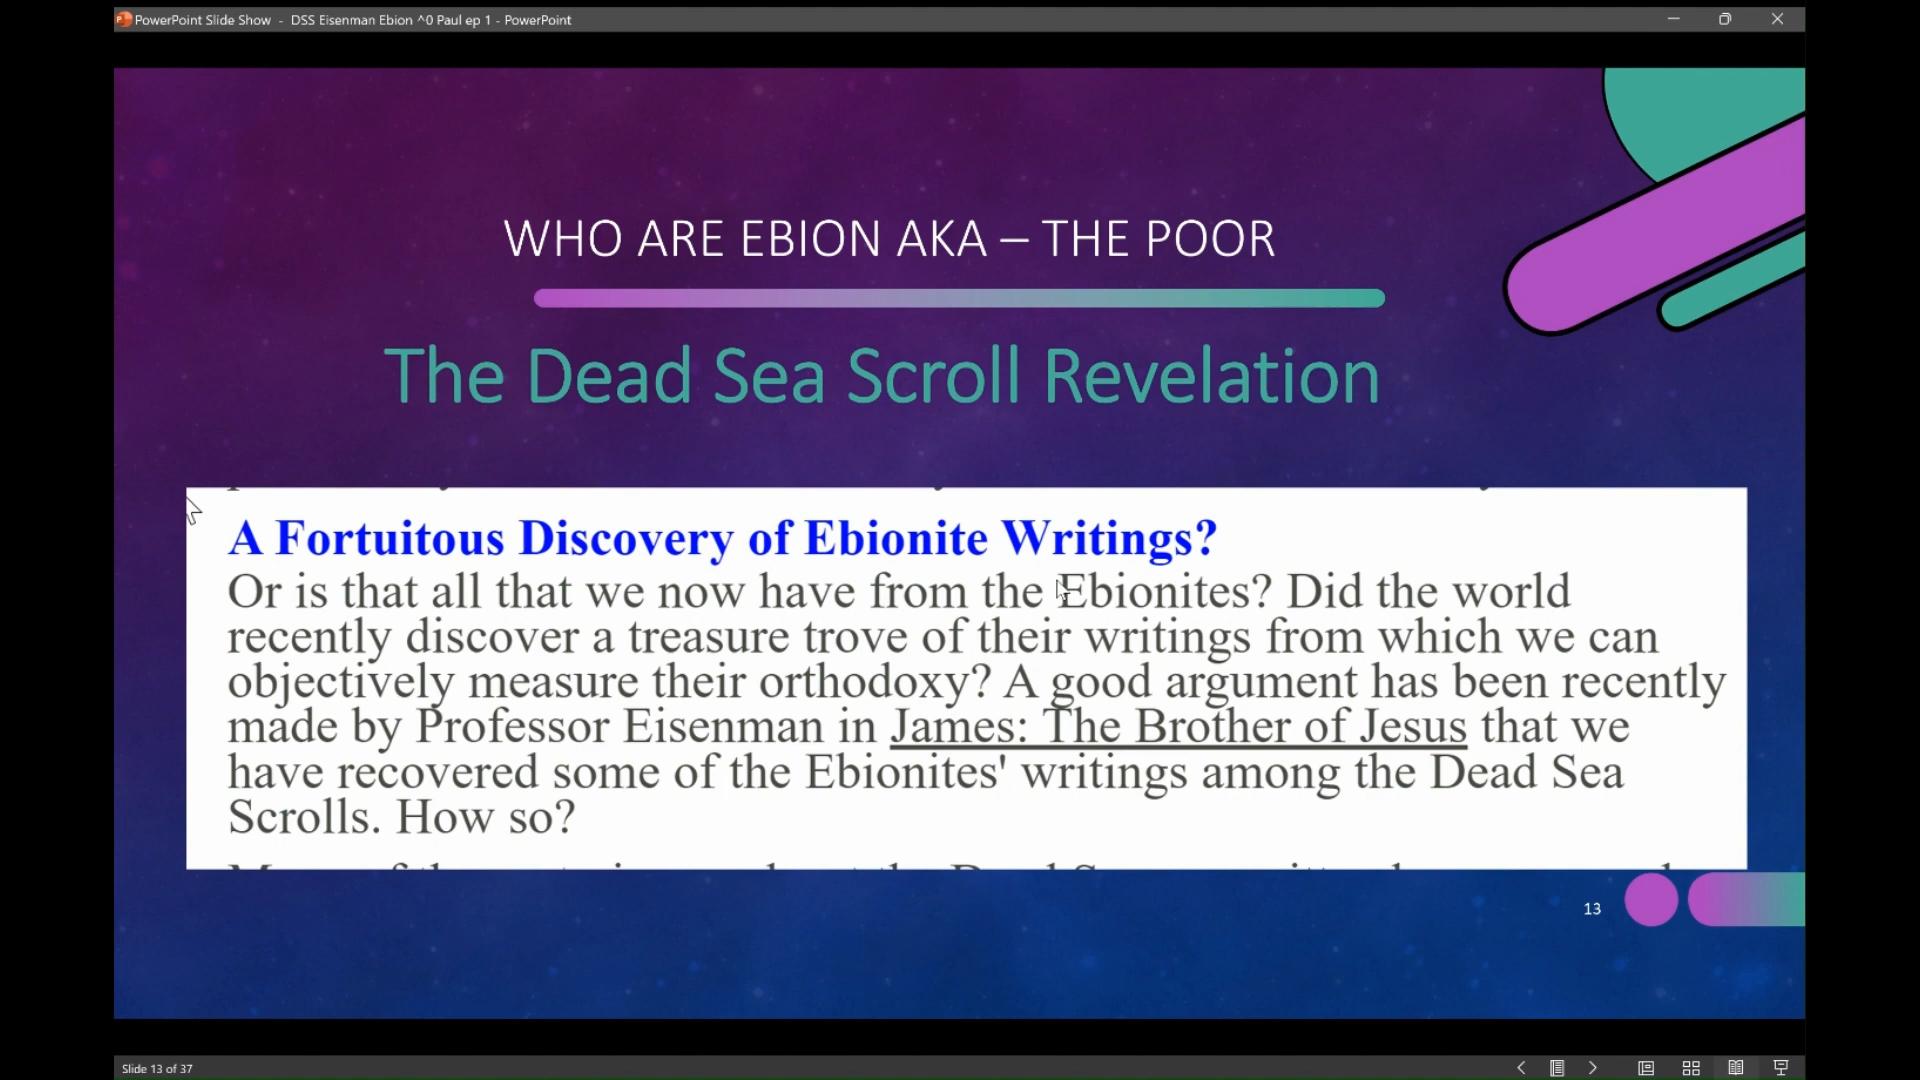 PowerPoint Slide Show - DSS Eisenman Ebion ^0 Paul ep 1 - PowerPoint
WHO ARE EBION AKA – THE POOR
The Dead Sea Scroll Revelation
A Fortuitous Discovery of Ebionite Writings?
Or is that all that we now have from the Ebionites? Did the world
recently discover a treasure trove of their writings from which we can
objectively measure their orthodoxy? A good argument has been recently
made by Professor Eisenman in James: The Brother of Jesus that we
have recovered some of the Ebionites' writings among the Dead Sea
Scrolls. How so?
13
Slide 13 of 37